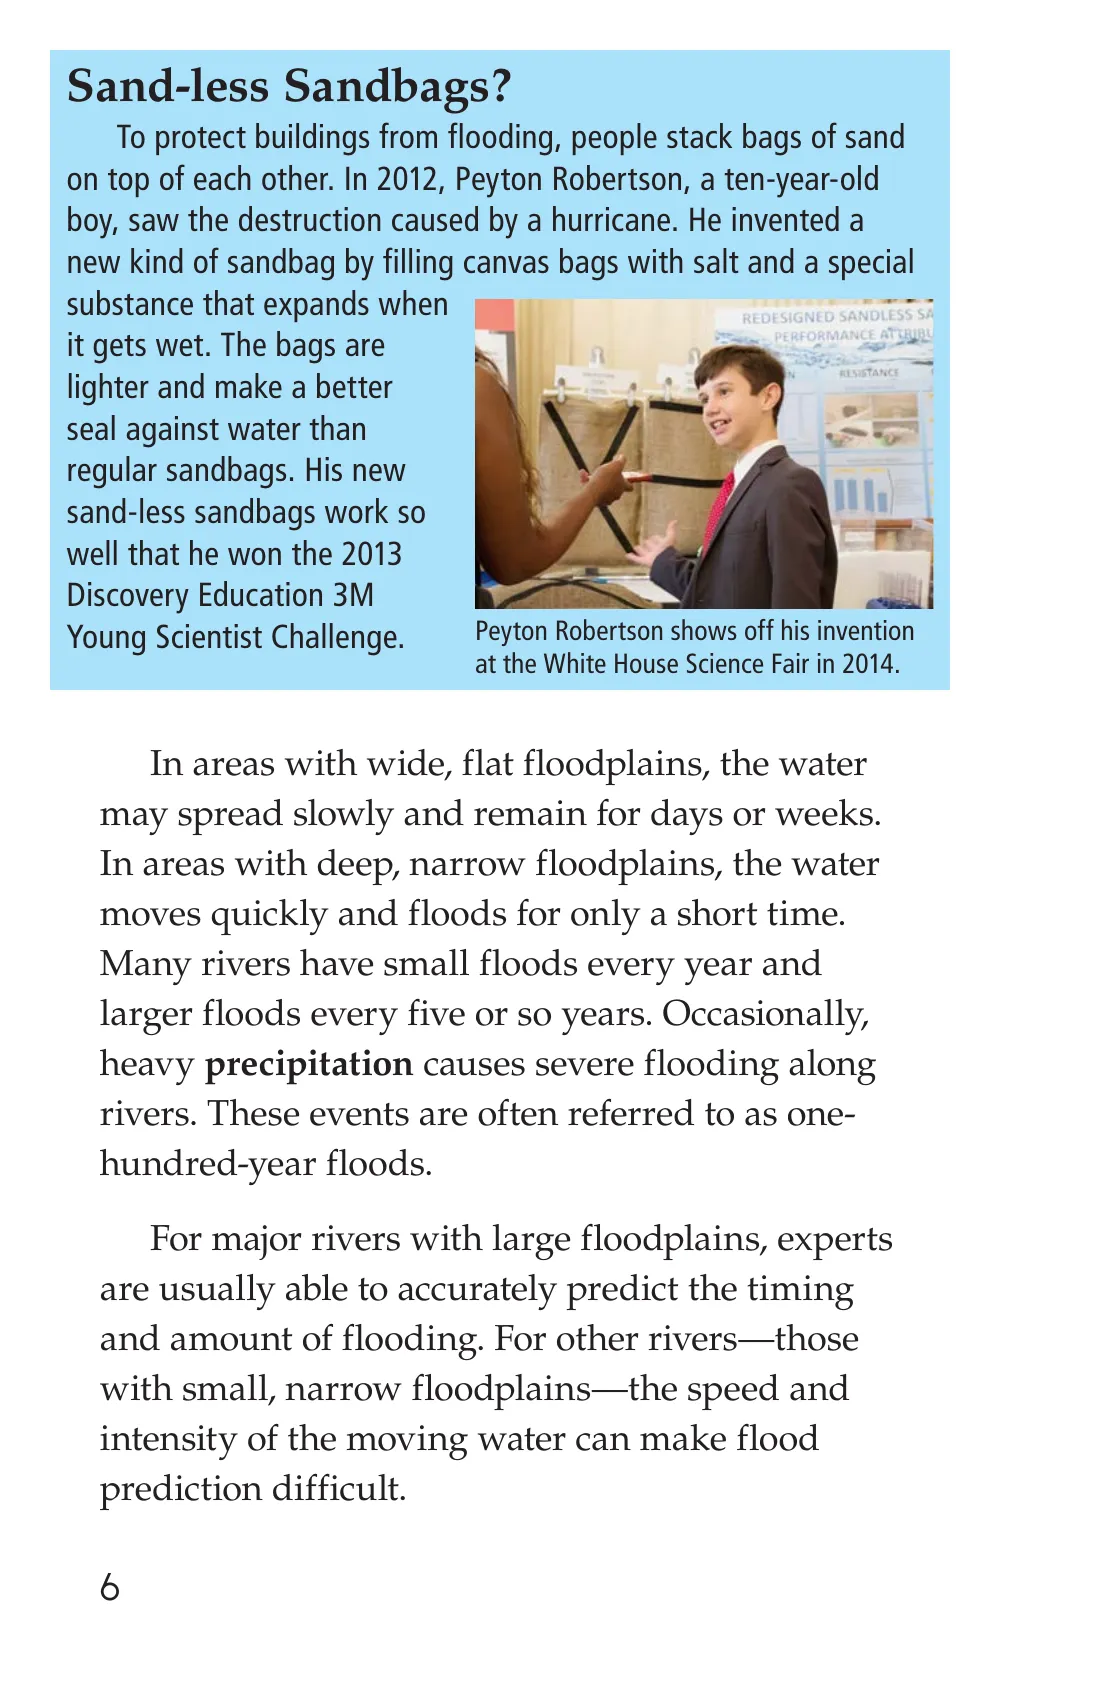 Sand-less Sandbags?
To protect buildings from flooding, people stack bags of sand
on top of each other. In 2012, Peyton Robertson, a ten-year-old
boy, saw the destruction caused by a hurricane. He invented a
new kind of sandbag by filling canvas bags with salt and a special
substance that expands when
it gets wet. The bags are
lighter and make a better
seal against water than
regular sandbags. His new
sand-less sandbags work so
well that he won the 2013
Discovery Education 3M
Young Scientist Challenge.
REDESIGNED SANDLESS SA
PERFORMANCE ATTRIBU
RESISTANCE
Peyton Robertson shows off his invention
at the White House Science Fair in 2014.
In areas with wide, flat floodplains, the water
may spread slowly and remain for days or weeks.
In areas with deep, narrow floodplains, the water
moves quickly and floods for only a short time.
Many rivers have small floods every year and
larger floods every five or so years. Occasionally,
heavy precipitation causes severe flooding along
rivers. These events are often referred to as one-
hundred-year floods.
For major rivers with large floodplains, experts
are usually able to accurately predict the timing
and amount of flooding. For other rivers—those
with small, narrow floodplains—the speed and
intensity of the moving water can make flood
prediction difficult.
6